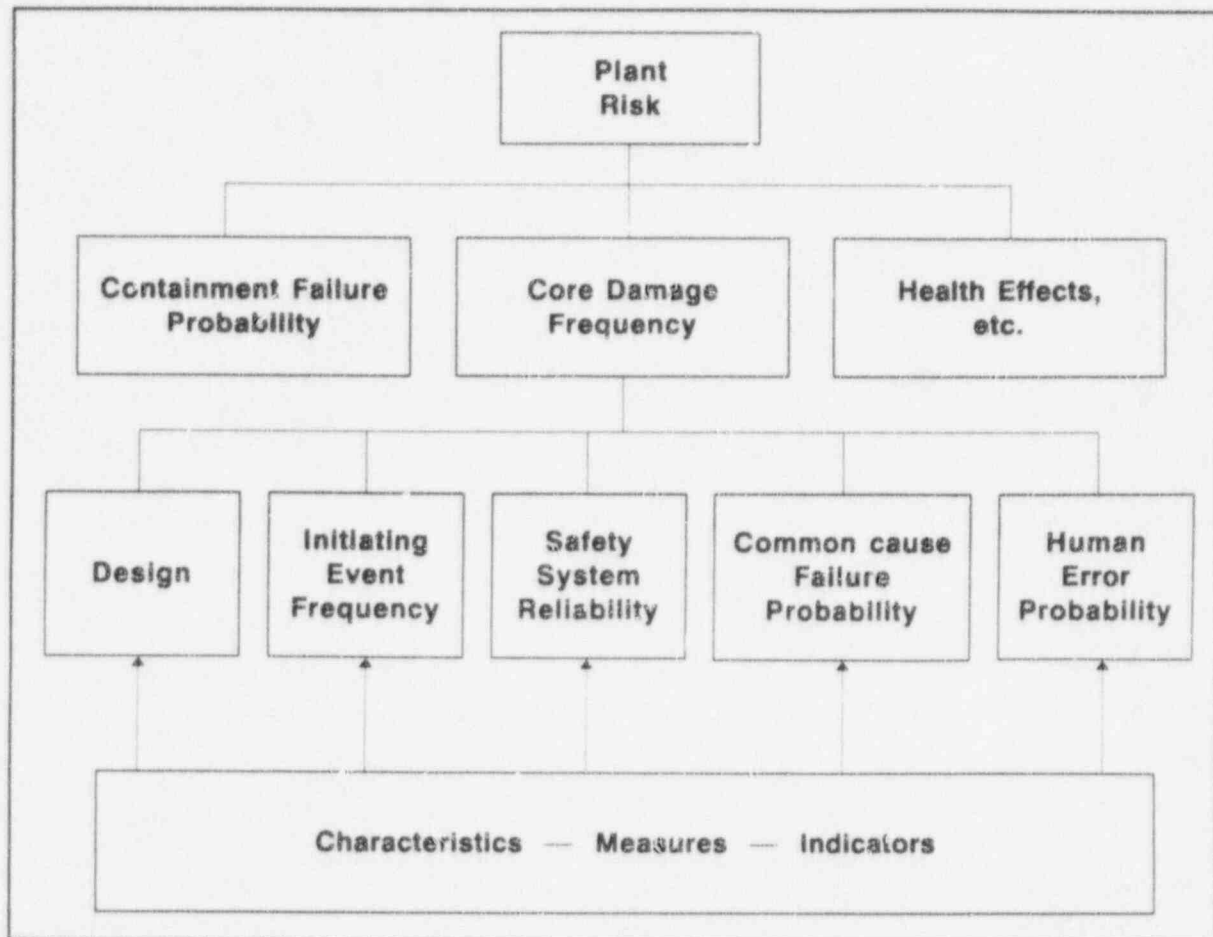 Plant
Risk
Containment Failure
Probability
Core Damage
Frequency
Health Effects,
etc.
Design
Initiating
Event
Frequency
Safety
System
Reliability
Common cause
Failure
Probability
Human
Error
Probability
Characteristics — Measures — Indicators